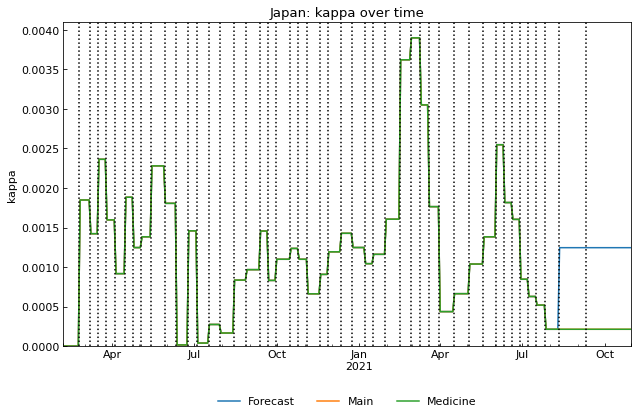 Japan: kappa over time
0.0040
0.0035
0.0030
0.0025
0.0020
0.0015
0.0010
0.0005
0.0000
kappa
Apr Jul Oct Jan Apr Jul Oct
2021
Forecast Main Medicine